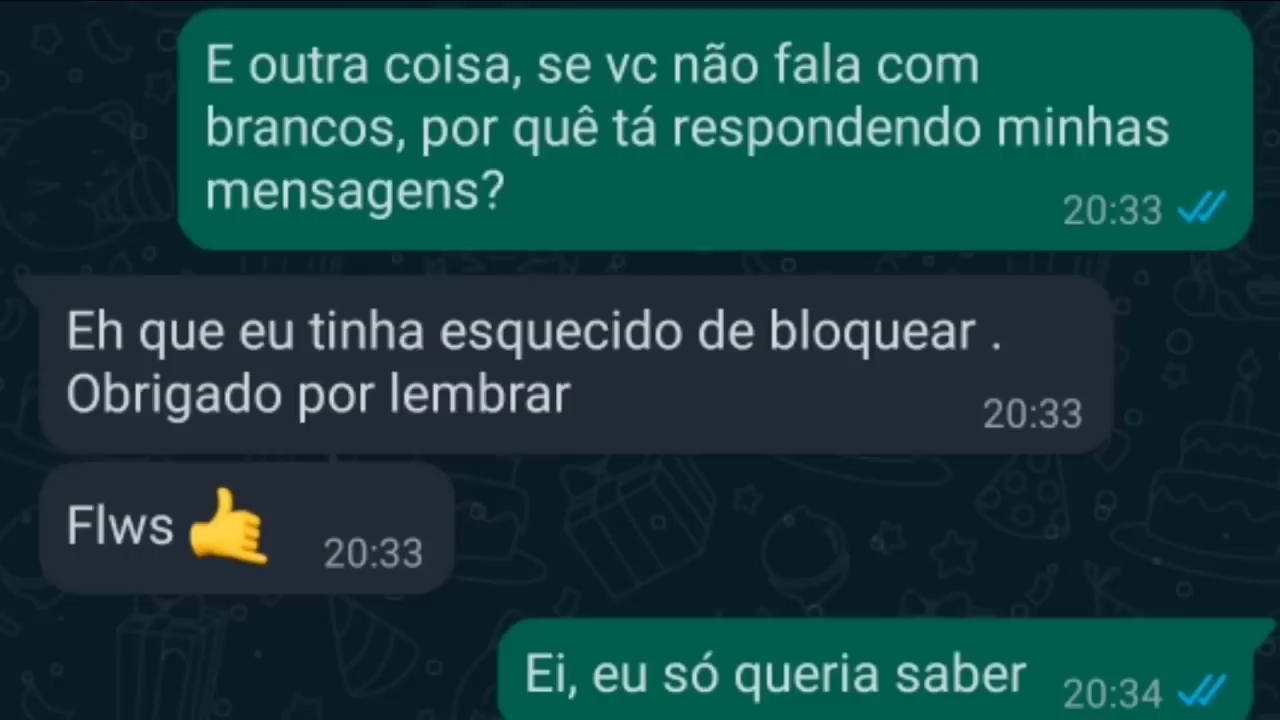 E outra coisa, se vc não fala com
brancos, por quê tá respondendo minhas
mensagens?
20:33
Eh que eu tinha esquecido de bloquear .
Obrigado por lembrar
20:33
Flws 🤙 20:33
Ei, eu só queria saber 20:34